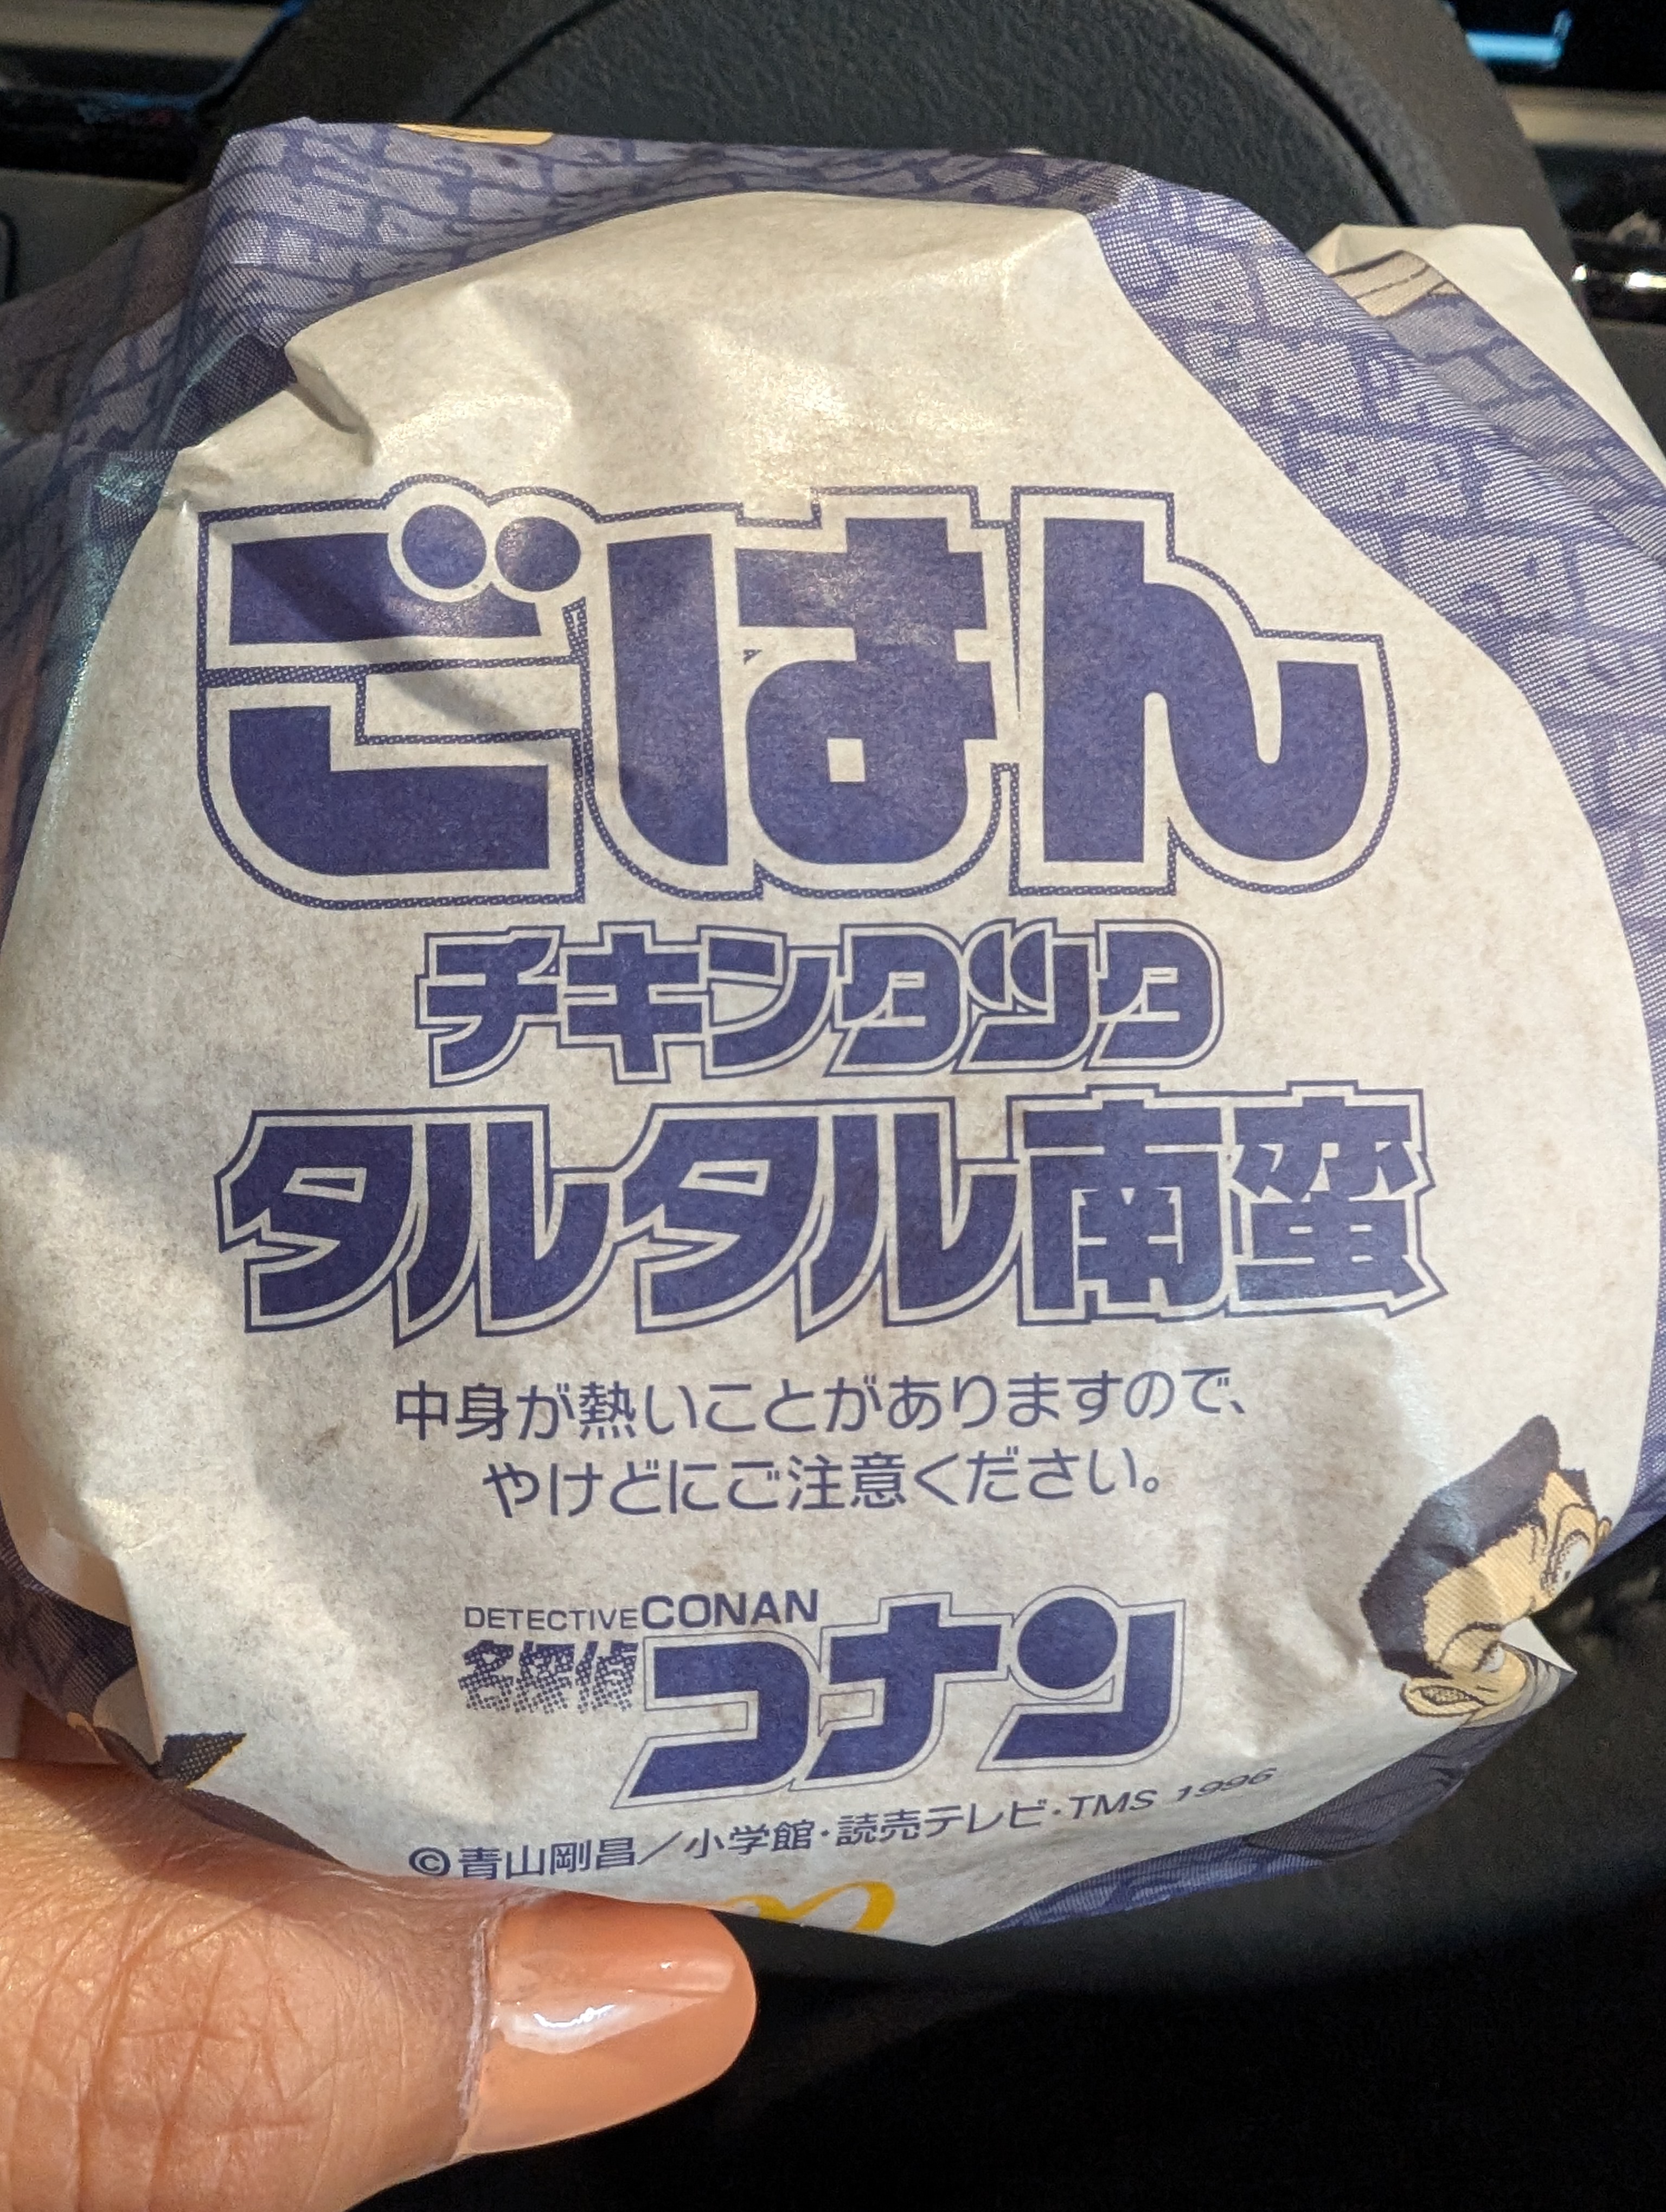 ごはん
チキンタツタ
タルタル南蛮
中身が熱いことがありますので、
やけどにご注意ください。
DETECTIVE CONAN
名探偵コナン
©青山剛昌／小学館・読売テレビ・TMS 1996